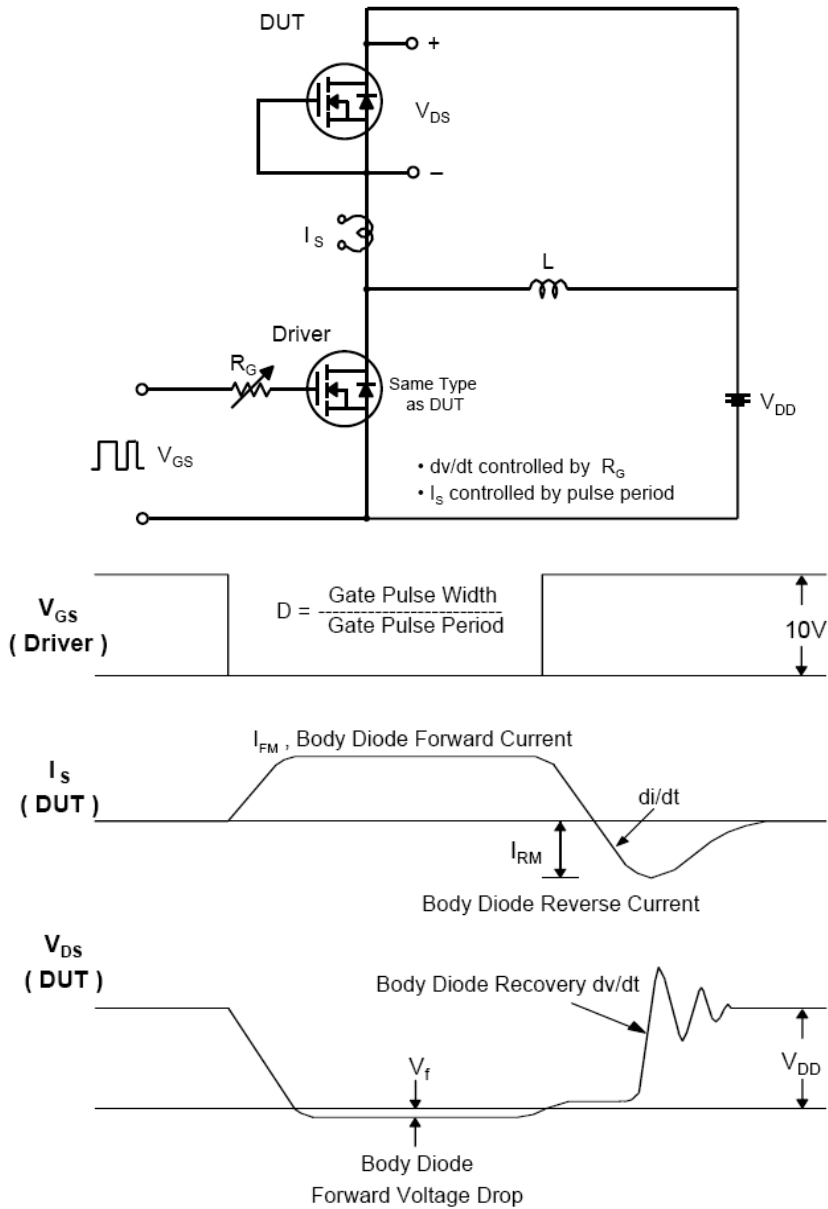 DUT
+
V_DS
−
I_S
L
Driver
R_G
Same Type
as DUT
V_DD
V_GS
• dv/dt controlled by R_G
• I_S controlled by pulse period
V_GS
( Driver )
D = Gate Pulse Width
Gate Pulse Period
10V
I_FM , Body Diode Forward Current
I_S
( DUT )
di/dt
I_RM
Body Diode Reverse Current
V_DS
( DUT )
Body Diode Recovery dv/dt
V_f
V_DD
Body Diode
Forward Voltage Drop